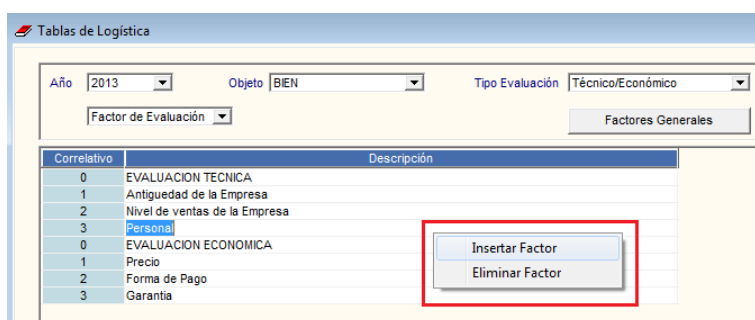 Tablas de Logística
Año 2013 Objeto BIEN Tipo Evaluación Técnico/Económico
Factor de Evaluación Factores Generales
Correlativo Descripción
0 EVALUACION TECNICA
1 Antiguedad de la Empresa
2 Nivel de ventas de la Empresa
3 Personal
0 EVALUACION ECONOMICA
1 Precio
2 Forma de Pago
3 Garantia
Insertar Factor
Eliminar Factor